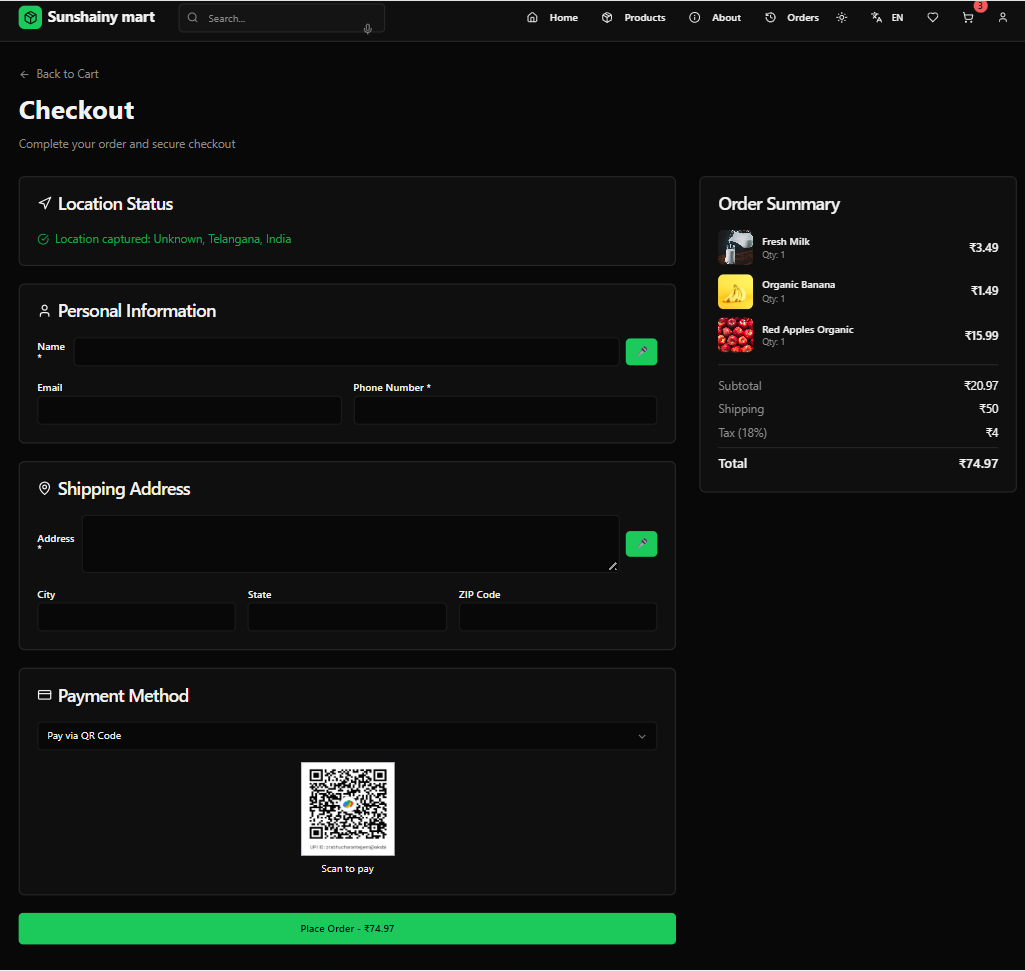 Sunshainy mart
Search...
Home
Products
About
Orders
EN
3
Back to Cart
Checkout
Complete your order and secure checkout
Location Status
Location captured: Unknown, Telangana, India
Personal Information
Name
*
Email
Phone Number *
Shipping Address
Address
*
City
State
ZIP Code
Payment Method
Pay via QR Code
Scan to pay
Place Order - ₹74.97
Order Summary
Fresh Milk
Qty: 1
₹3.49
Organic Banana
Qty: 1
₹1.49
Red Apples Organic
Qty: 1
₹15.99
Subtotal
₹20.97
Shipping
₹50
Tax (18%)
₹4
Total
₹74.97